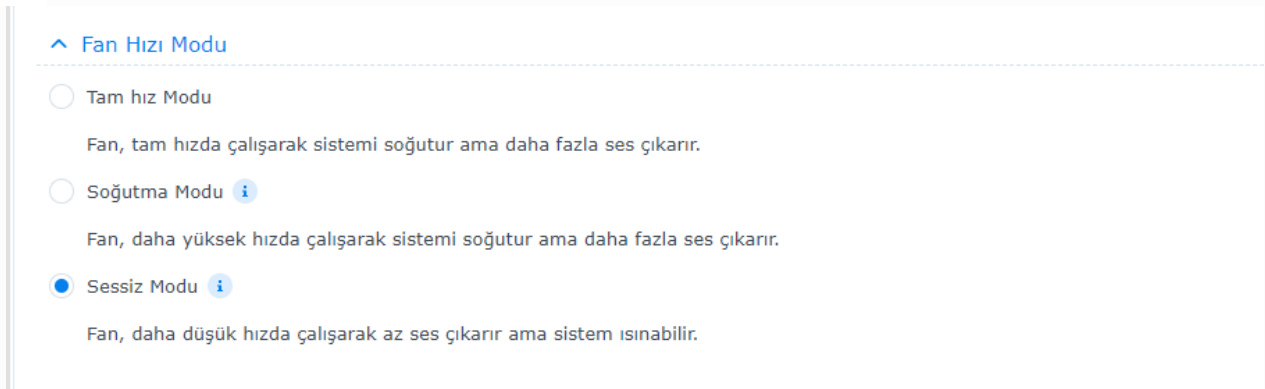 Fan Hızı Modu
Tam hız Modu
Fan, tam hızda çalışarak sistemi soğutur ama daha fazla ses çıkarır.
Soğutma Modu i
Fan, daha yüksek hızda çalışarak sistemi soğutur ama daha fazla ses çıkarır.
Sessiz Modu i
Fan, daha düşük hızda çalışarak az ses çıkarır ama sistem ısınabilir.